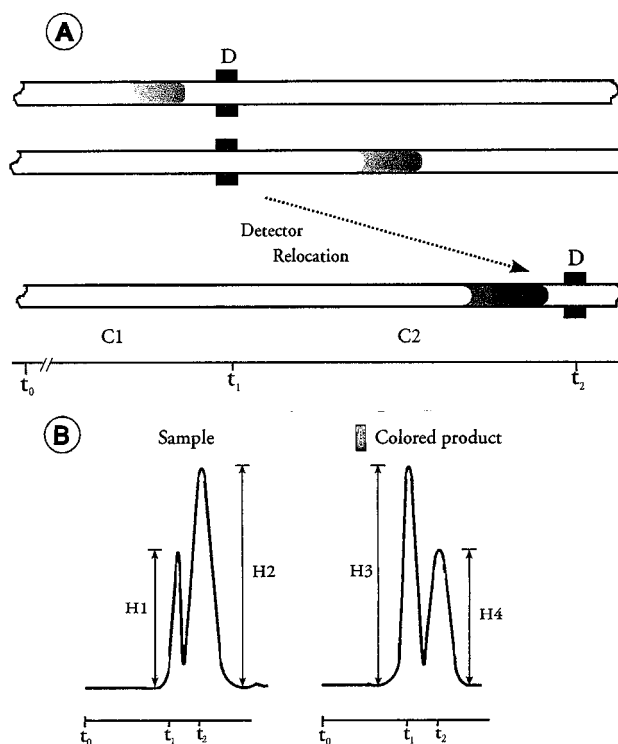 A
D
Detector
Relocation
D
C1 C2
t₀ t₁ t₂
B
Sample Colored product
H1 H2 H3 H4
t₀ t₁ t₂ t₀ t₁ t₂